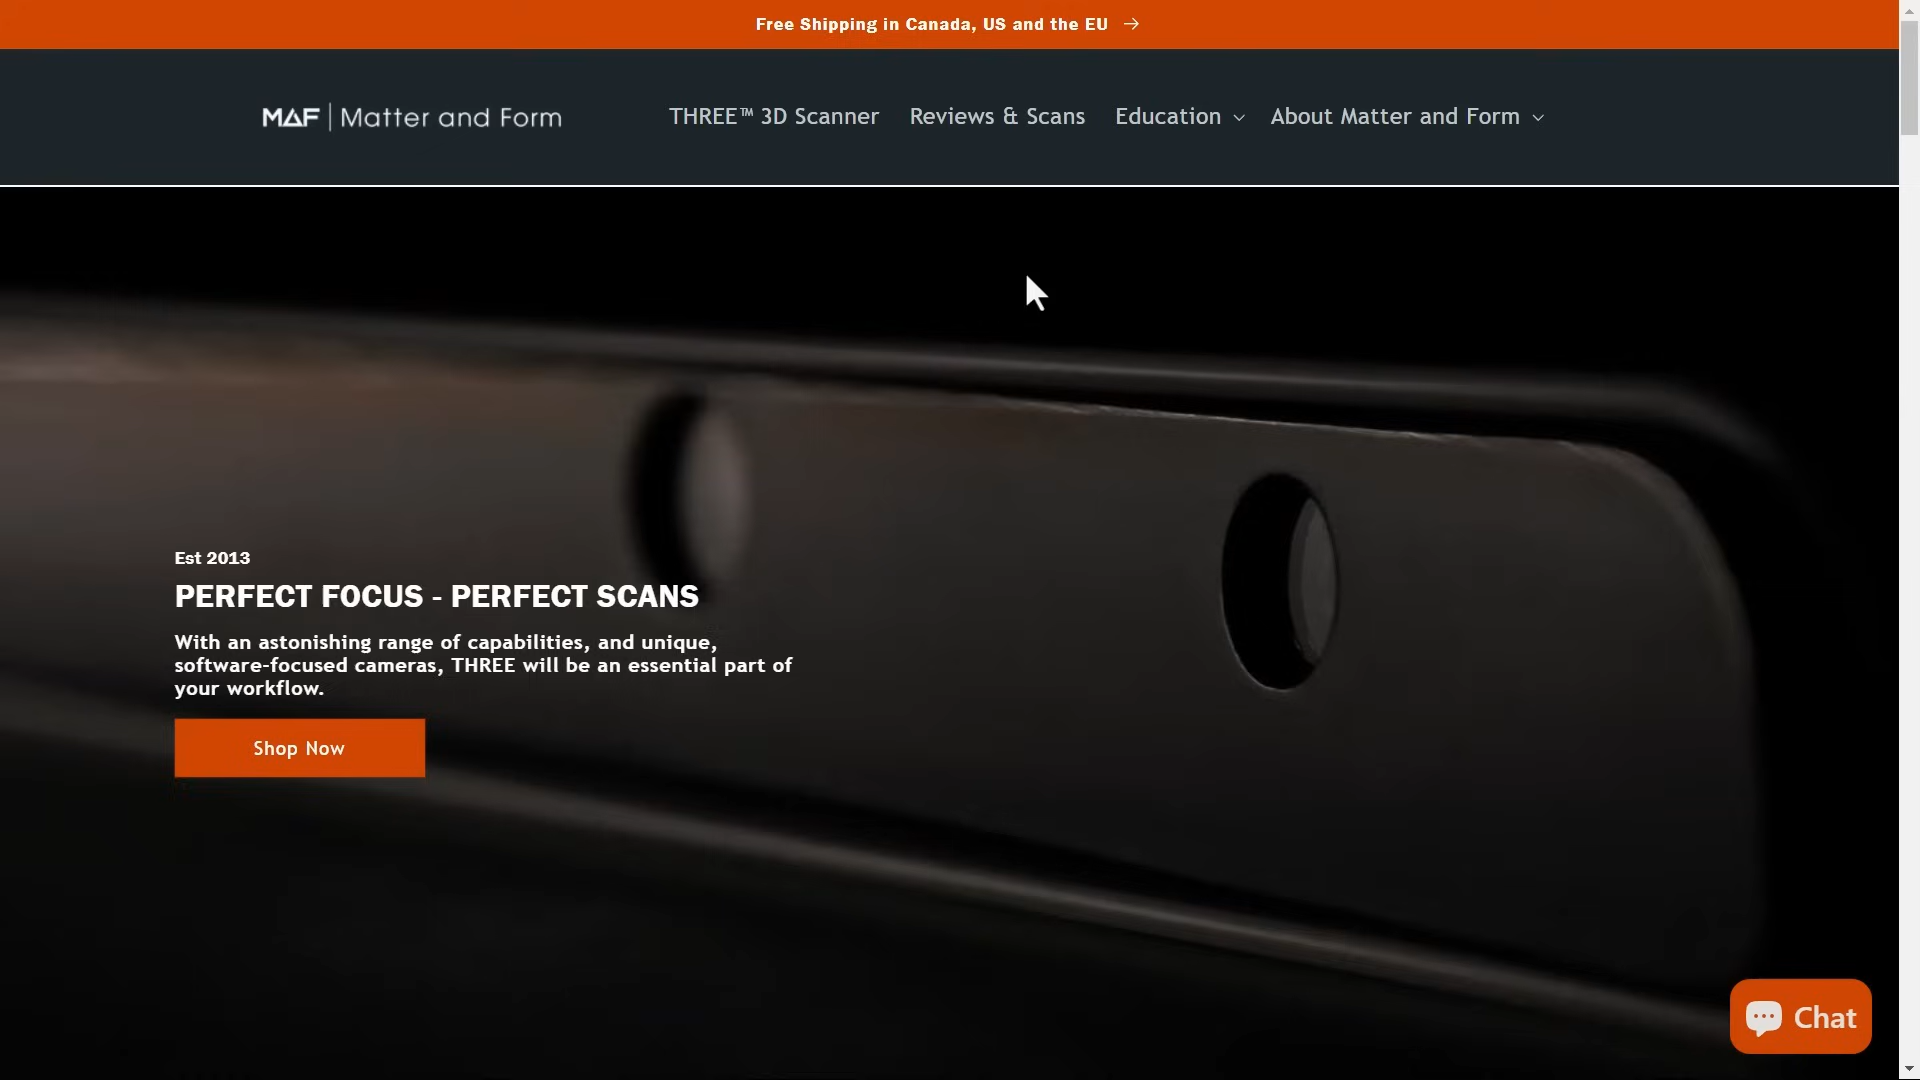 Free Shipping in Canada, US and the EU →
MAF | Matter and Form
THREE™ 3D Scanner
Reviews & Scans
Education
About Matter and Form
Est 2013
PERFECT FOCUS - PERFECT SCANS
With an astonishing range of capabilities, and unique,
software-focused cameras, THREE will be an essential part of
your workflow.
Shop Now
Chat